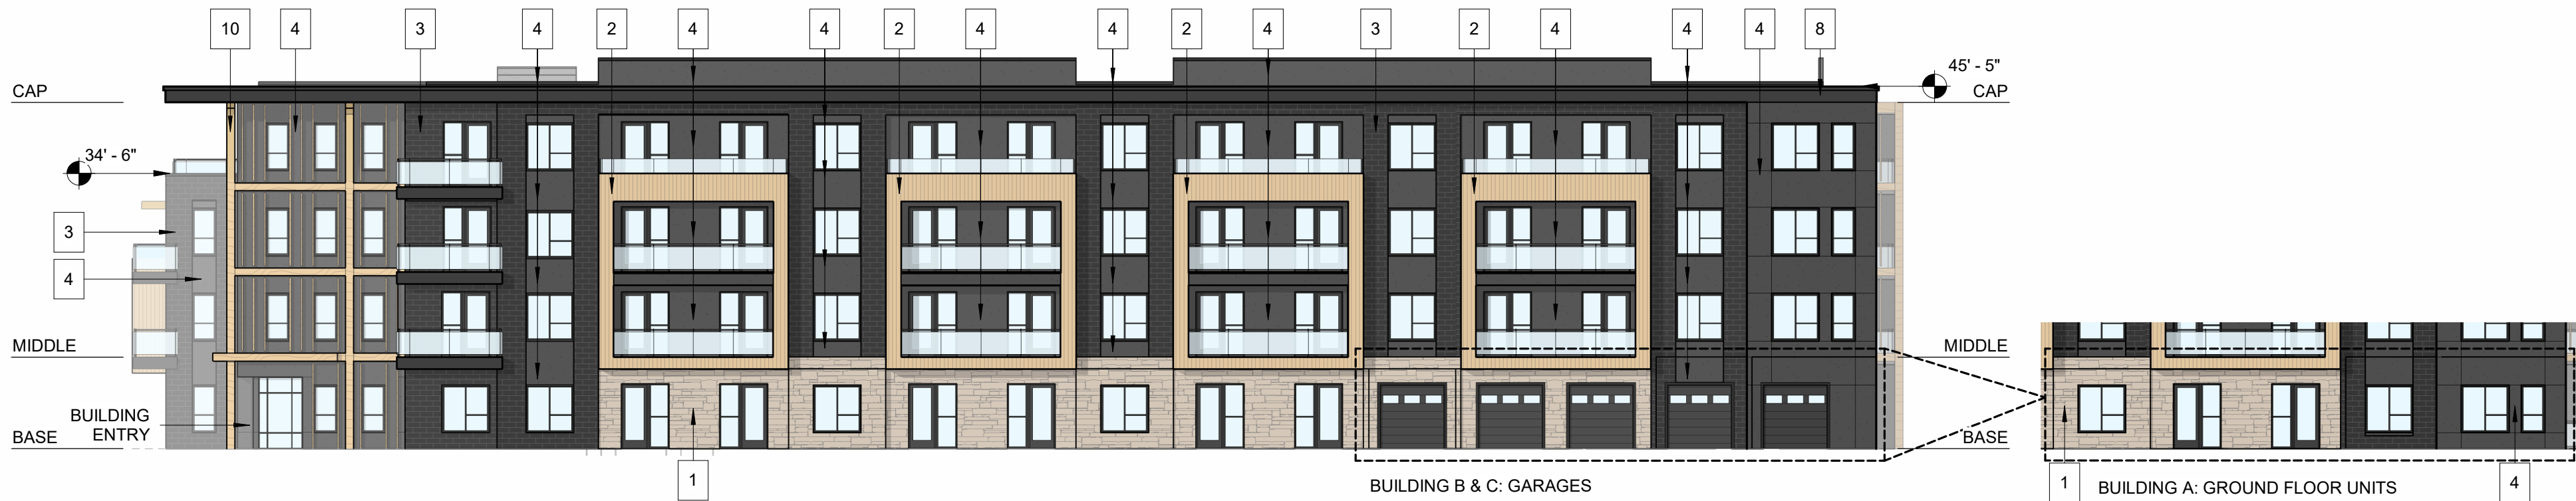 10 4 3 4 2 4 4 2 4 4 2 4 3 2 4 4 4 8
45' - 5"
CAP
CAP
34' - 6"
3
4
MIDDLE
MIDDLE
BUILDING
ENTRY
BASE
BASE
1
1
4
BUILDING B & C: GARAGES
BUILDING A: GROUND FLOOR UNITS